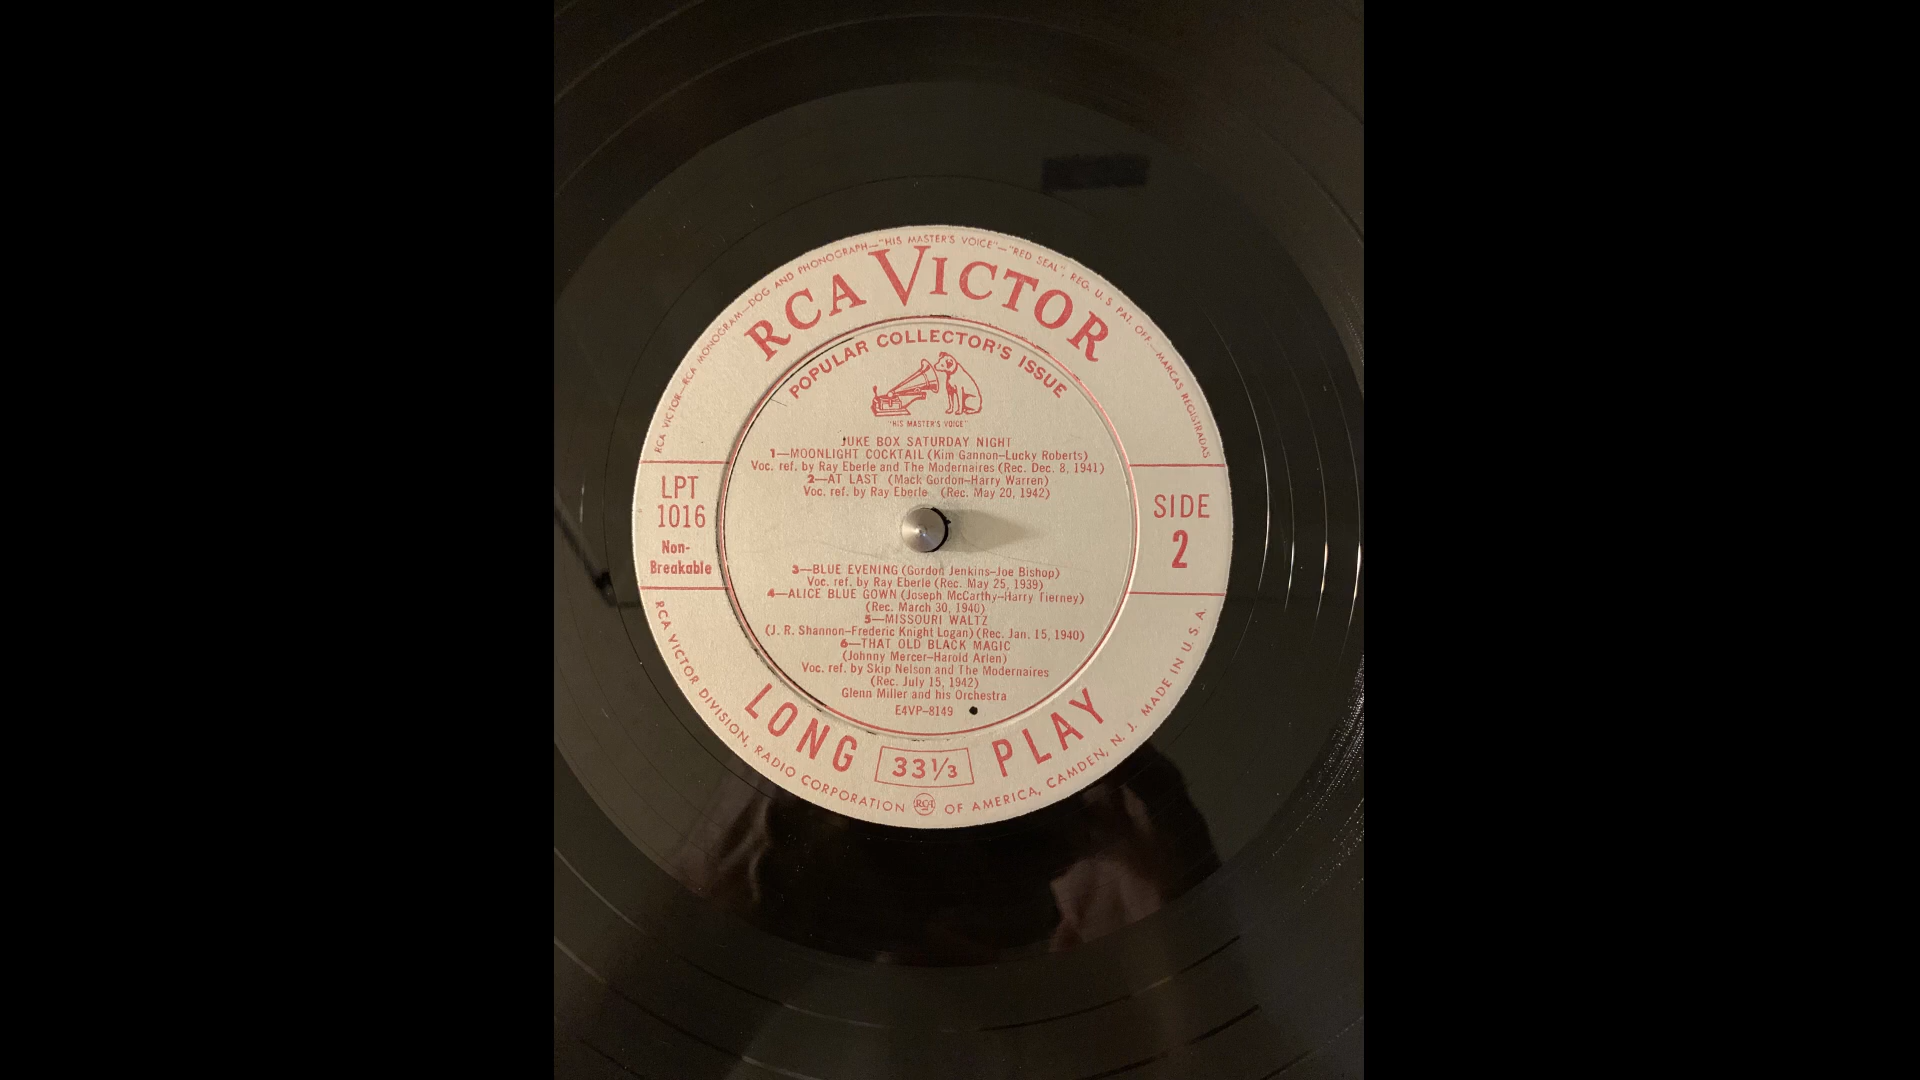 RCA VICTOR—RCA MONOGRAM—DOG AND PHONOGRAPH—"HIS MASTER'S VOICE"—"RED SEAL", REG. U. S. PAT. OFF.—MARCAS REGISTRADAS
RCA VICTOR
POPULAR COLLECTOR'S ISSUE
"HIS MASTER'S VOICE"
JUKE BOX SATURDAY NIGHT
1—MOONLIGHT COCKTAIL (Kim Gannon–Lucky Roberts)
Voc. ref. by Ray Eberle and The Modernaires (Rec. Dec. 8, 1941)
2—AT LAST (Mack Gordon–Harry Warren)
Voc. ref. by Ray Eberle (Rec. May 20, 1942)
LPT
1016
Non-
Breakable
SIDE
2
3—BLUE EVENING (Gordon Jenkins–Joe Bishop)
Voc. ref. by Ray Eberle (Rec. May 25, 1939)
4—ALICE BLUE GOWN (Joseph McCarthy–Harry Tierney)
(Rec. March 30, 1940)
5—MISSOURI WALTZ
(J. R. Shannon–Frederic Knight Logan) (Rec. Jan. 15, 1940)
6—THAT OLD BLACK MAGIC
(Johnny Mercer–Harold Arlen)
Voc. ref. by Skip Nelson and The Modernaires
(Rec. July 15, 1942)
Glenn Miller and his Orchestra
E4VP–8149
LONG 33⅓ PLAY
RCA VICTOR DIVISION, RADIO CORPORATION RCA OF AMERICA, CAMDEN, N. J. MADE IN U. S. A.